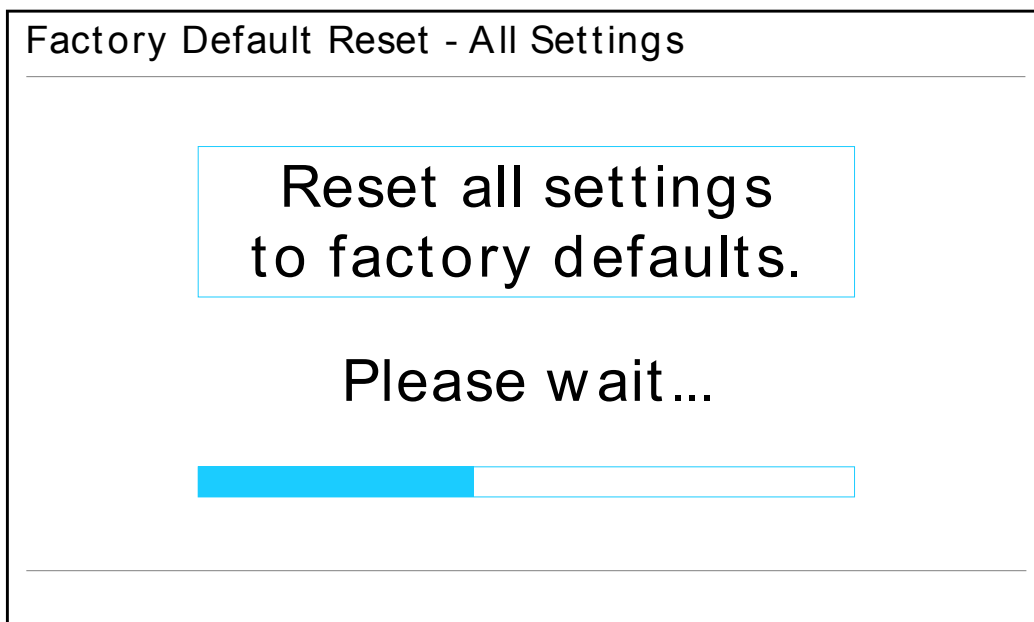 Factory Default Reset - All Settings
Reset all settings
to factory defaults.
Please wait...